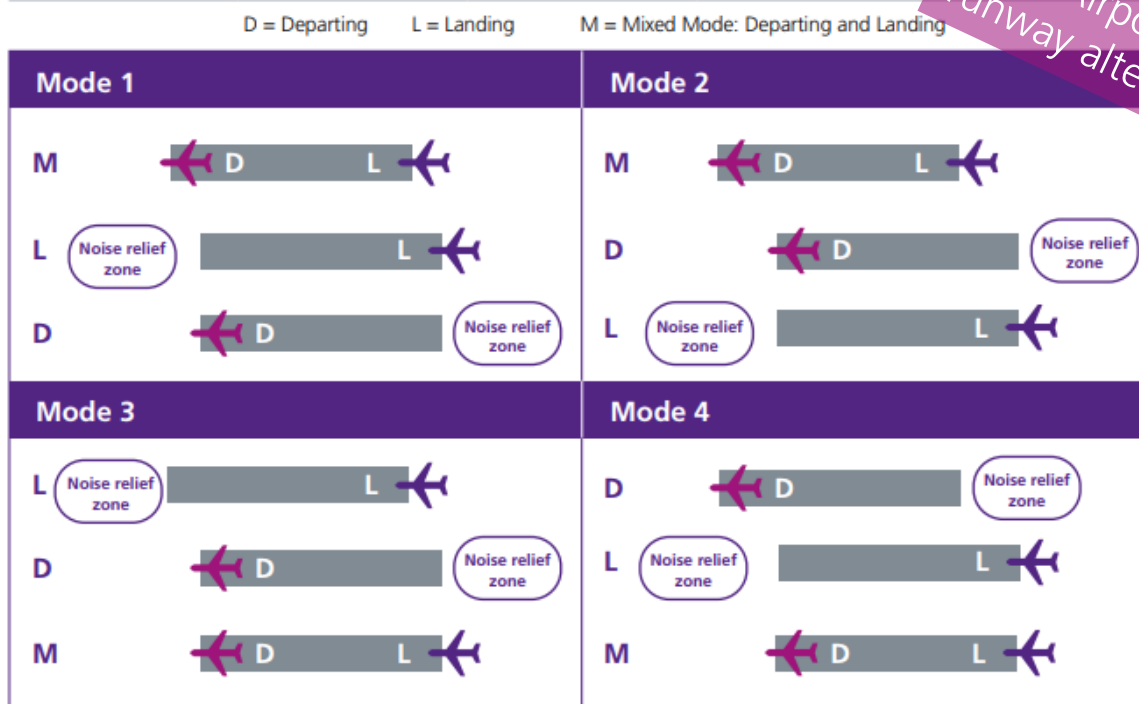 D = Departing L = Landing M = Mixed Mode: Departing and Landing
Mode 1
M D L
L Noise relief zone L
D D Noise relief zone
Mode 2
M D L
D D Noise relief zone
L Noise relief zone L
Mode 3
L Noise relief zone L
D D Noise relief zone
M D L
Mode 4
D D Noise relief zone
L Noise relief zone L
M D L